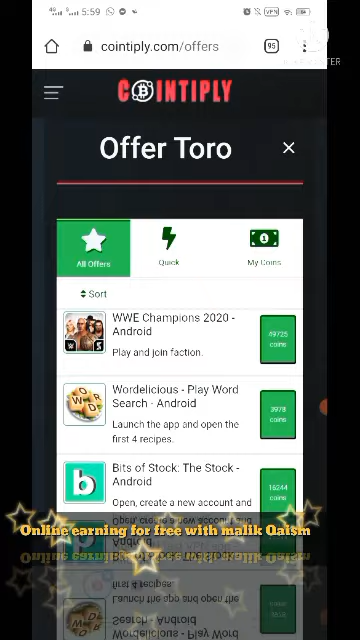 4G
5:59
VPN
cointiply.com/offers
95
COINTIPLY
Offer Toro
All Offers
Quick
My Coins
Sort
WWE Champions 2020 -
Android
Play and join faction.
49725
coins
Wordelicious - Play Word
Search - Android
Launch the app and open the
first 4 recipes.
3978
coins
Bits of Stock: The Stock -
Android
Open, create a new account and
16244
coins
Online earning for free with malik Qaism